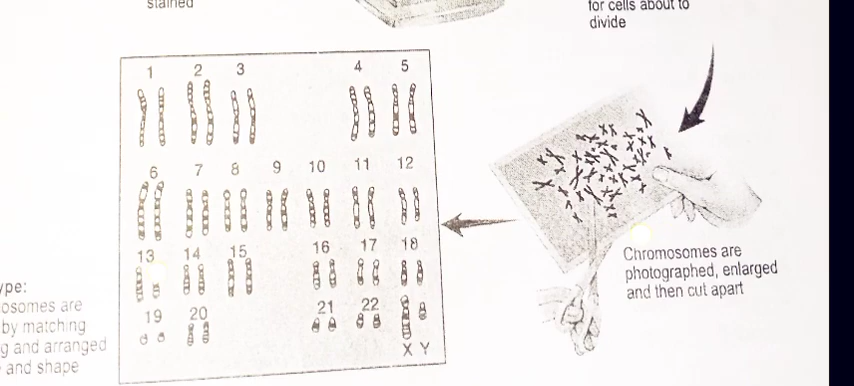 stained
for cells about to
divide
1 2 3 4 5
6 7 8 9 10 11 12
13 14 15 16 17 18
19 20 21 22
X Y
Chromosomes are
photographed, enlarged
and then cut apart
ype:
osomes are
by matching
g and arranged
and shape